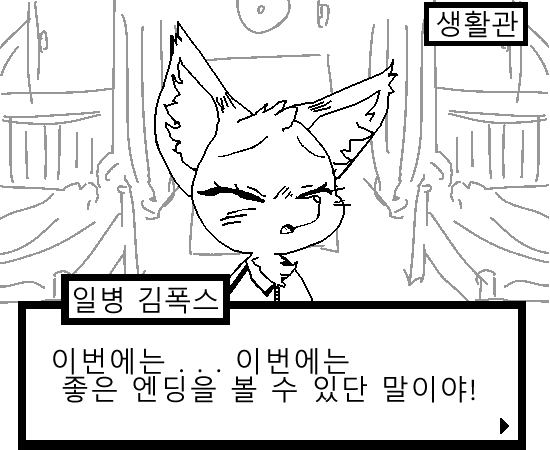 생활관
일병 김폭스
이번에는 . . . 이번에는
좋은 엔딩을 볼 수 있단 말이야!